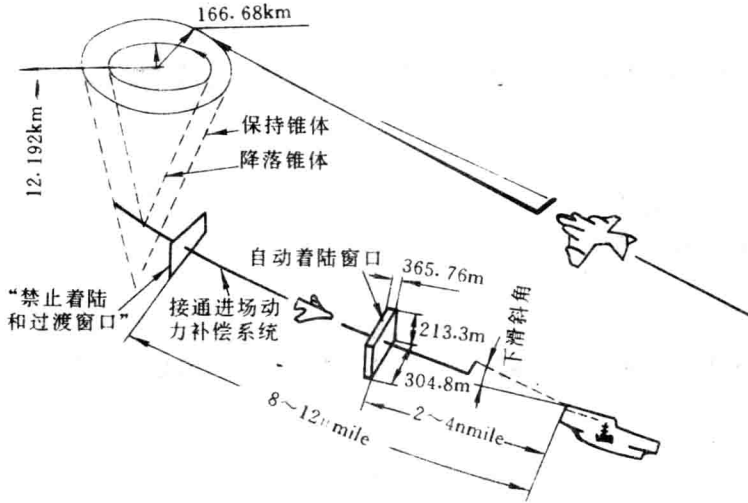 166.68km
12.192km
保持锥体
降落锥体
自动着陆窗口
365.76m
“禁止着陆
和过渡窗口”
接通进场动
力补偿系统
213.3m
下滑斜角
304.8m
8～12nmile
2～4nmile